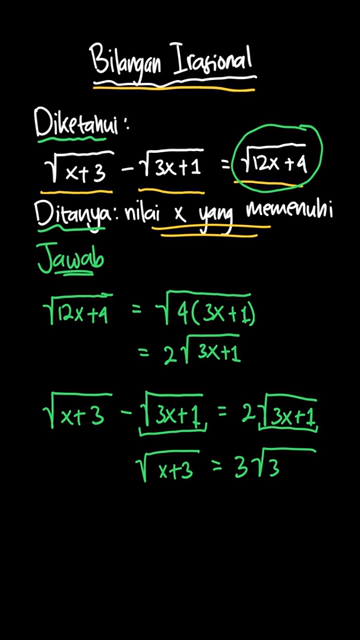 Bilangan Irasional
Diketahui:
√x+3 − √3x+1 = √12x+4
Ditanya: nilai x yang memenuhi
Jawab
√12x+4 = √4(3x+1)
= 2√3x+1
√x+3 − √3x+1 = 2√3x+1
√x+3 = 3√3